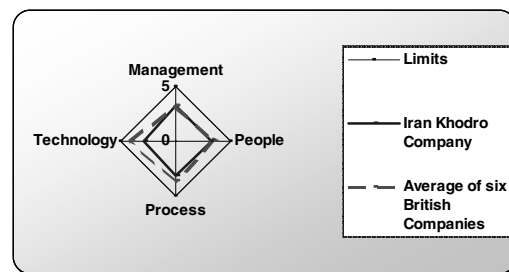 Management
5
Technology
0
People
Process
Limits
Iran Khodro
Company
Average of six
British
Companies